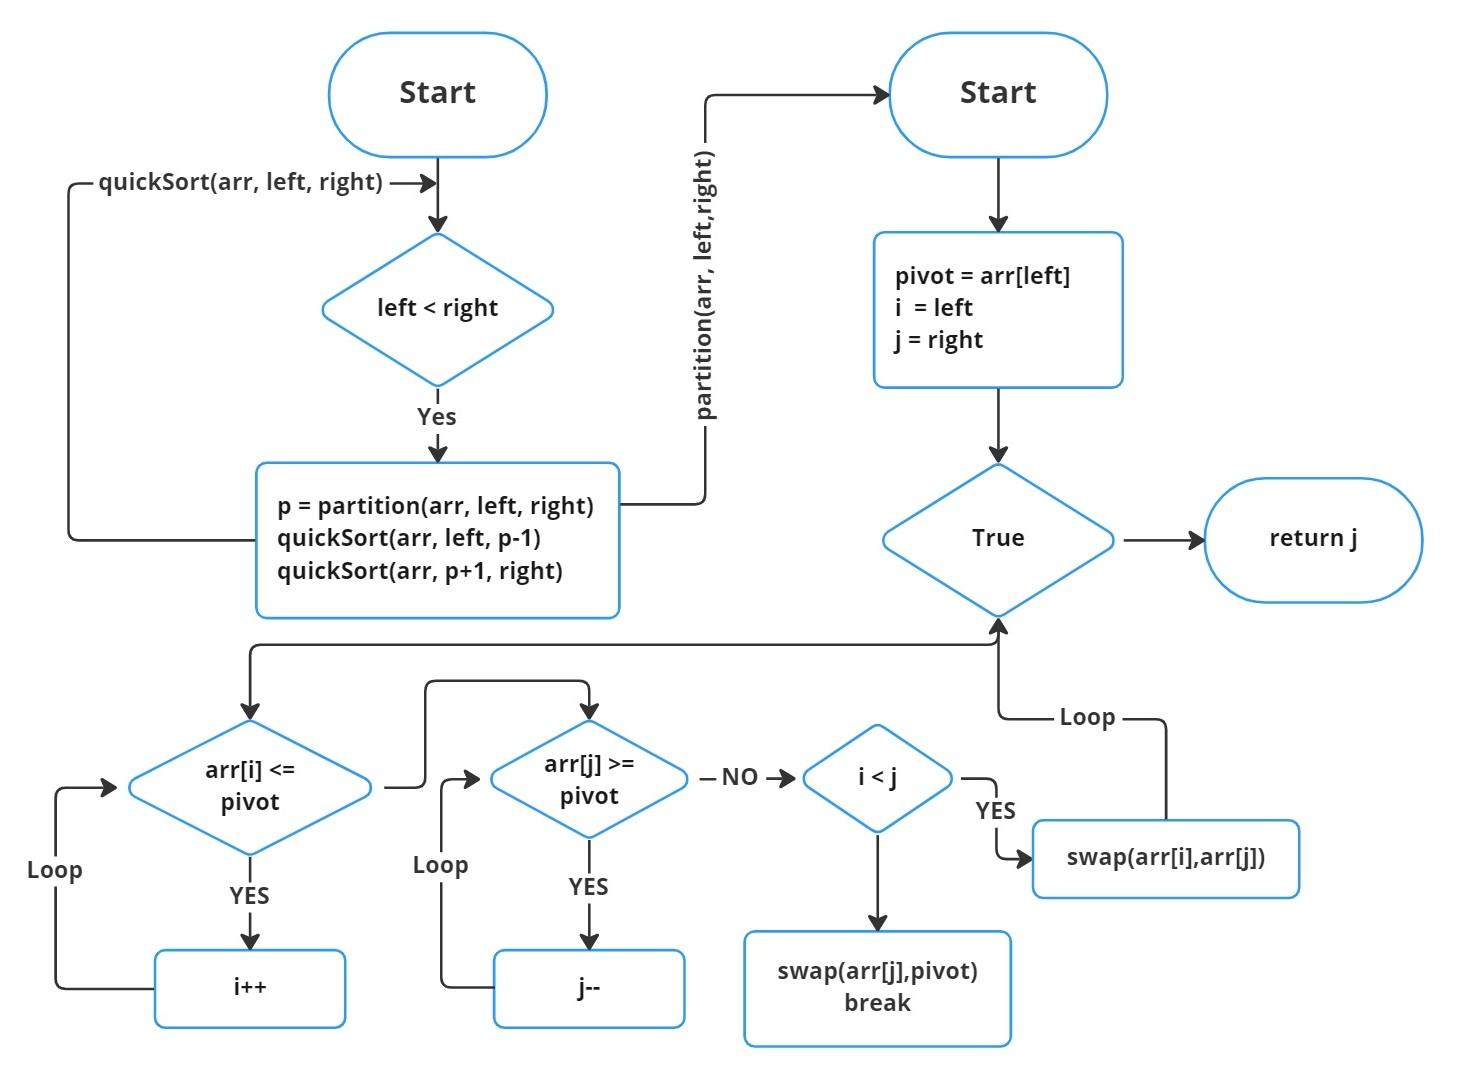 Start
quickSort(arr, left, right)
left < right
Yes
p = partition(arr, left, right)
quickSort(arr, left, p-1)
quickSort(arr, p+1, right)
partition(arr, left,right)
Start
pivot = arr[left]
i  = left
j = right
True
return j
arr[i] <=
pivot
YES
i++
Loop
arr[j] >=
pivot
YES
j--
Loop
NO
i < j
YES
swap(arr[i],arr[j])
Loop
swap(arr[j],pivot)
break